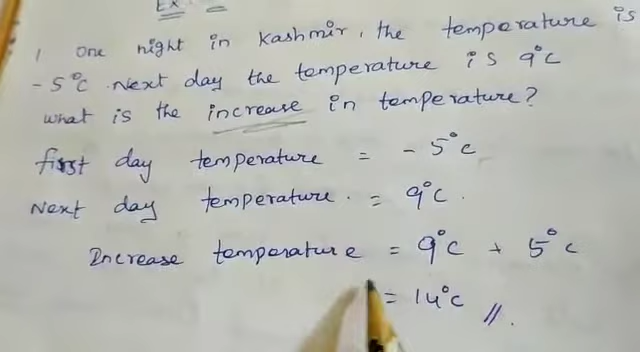 Ex
1 One night in Kashmir, the temperature is
-5°C. Next day the temperature is 9°C
what is the increase in temperature?
first day temperature = -5°C
Next day temperature. = 9°C.
Increase temperature = 9°C + 5°C
= 14°C //.